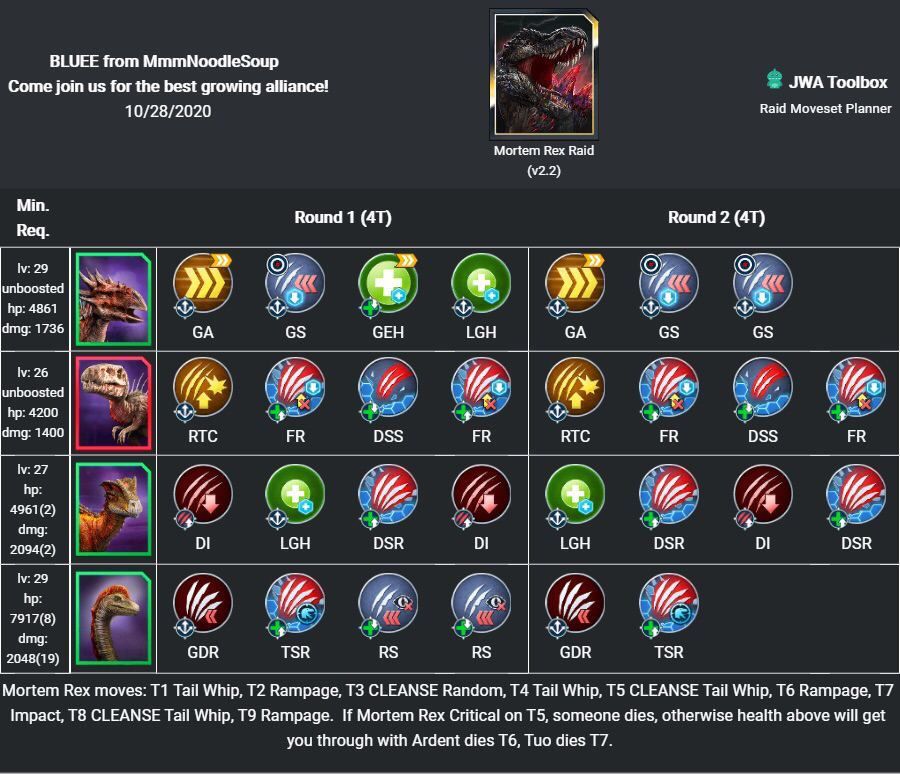 BLUEE from MmmNoodleSoup
Come join us for the best growing alliance!
10/28/2020
Mortem Rex Raid
(v2.2)
JWA Toolbox
Raid Moveset Planner
Min.
Req.
Round 1 (4T)
Round 2 (4T)
lv: 29
unboosted
hp: 4861
dmg: 1736
GA GS GEH LGH GA GS GS
lv: 26
unboosted
hp: 4200
dmg: 1400
RTC FR DSS FR RTC FR DSS FR
lv: 27
hp:
4961(2)
dmg:
2094(2)
DI LGH DSR DI LGH DSR DI DSR
lv: 29
hp:
7917(8)
dmg:
2048(19)
GDR TSR RS RS GDR TSR
Mortem Rex moves: T1 Tail Whip, T2 Rampage, T3 CLEANSE Random, T4 Tail Whip, T5 CLEANSE Tail Whip, T6 Rampage, T7
Impact, T8 CLEANSE Tail Whip, T9 Rampage. If Mortem Rex Critical on T5, someone dies, otherwise health above will get
you through with Ardent dies T6, Tuo dies T7.